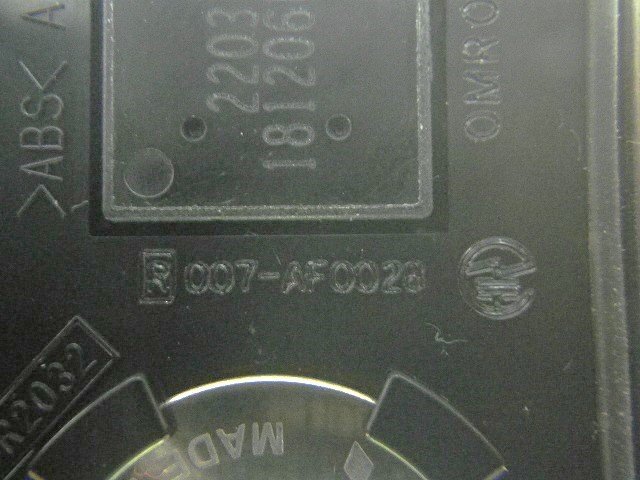 2203
181206
>ABS<
OMRO
R 007-AF0028
R2032
MADE